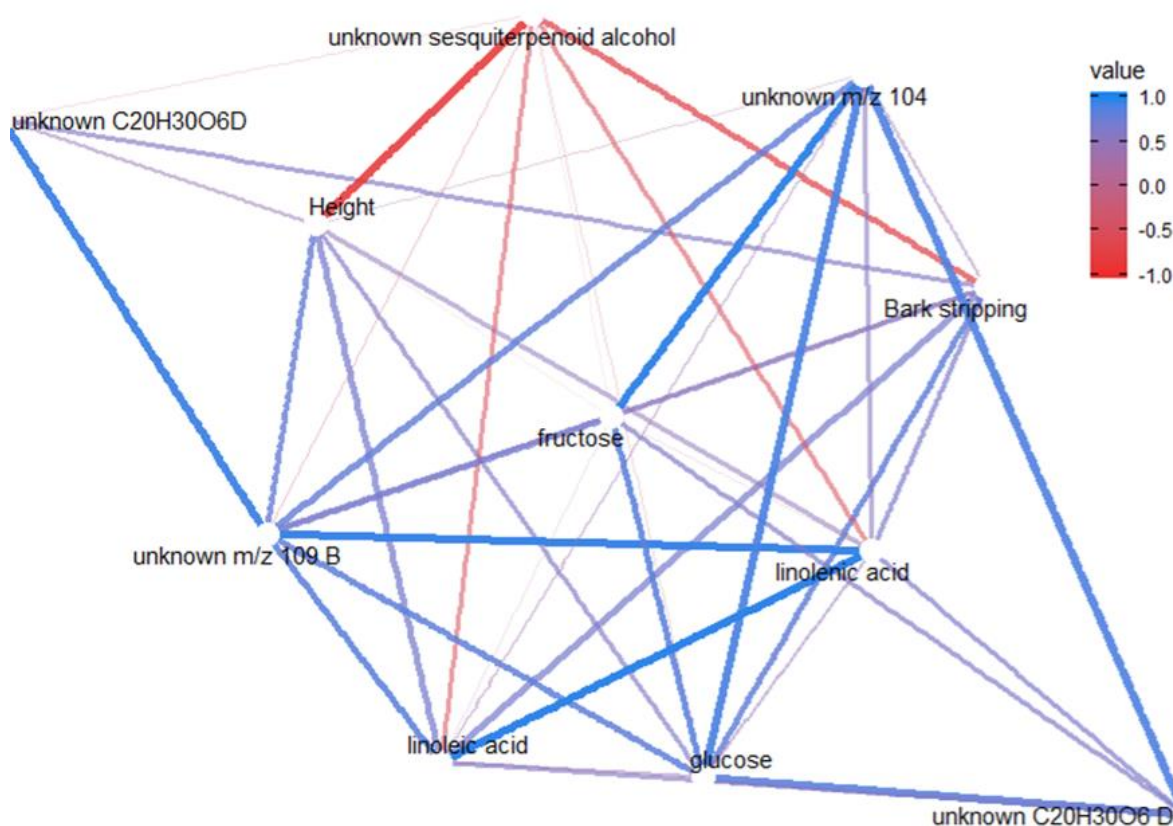 unknown sesquiterpenoid alcohol
value
unknown m/z 104
1.0
unknown C20H30O6D
0.5
0.0
Height
-0.5
-1.0
Bark stripping
fructose
unknown m/z 109 B
linolenic acid
linoleic acid
glucose
unknown C20H30O6 D